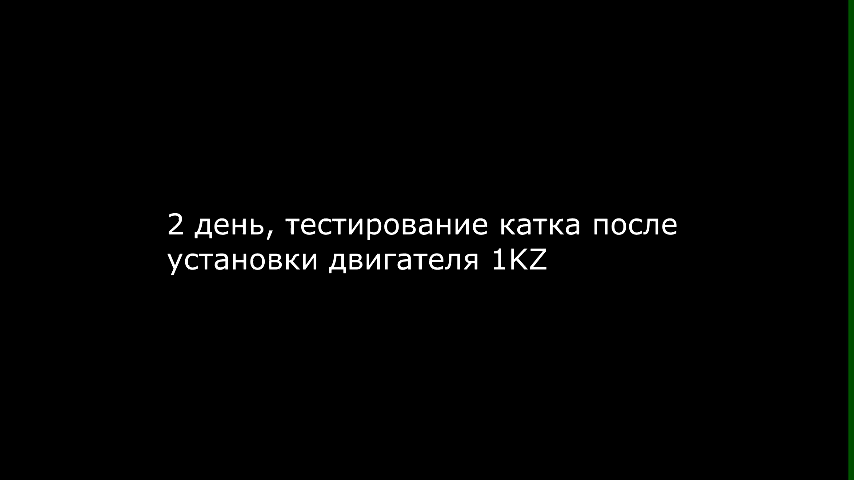 2 день, тестирование катка после
установки двигателя 1KZ